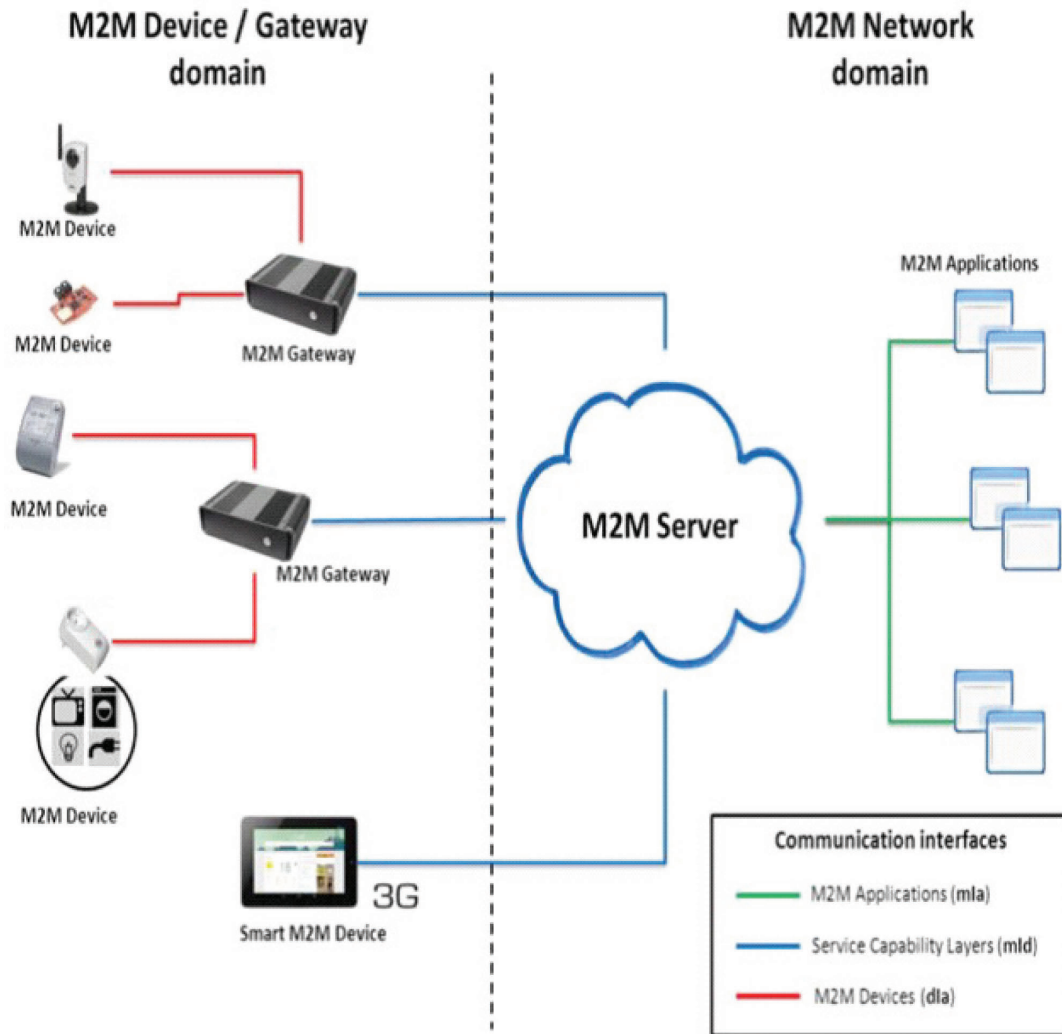 M2M Device / Gateway
domain
M2M Network
domain
M2M Device
M2M Device
M2M Gateway
M2M Applications
M2M Device
M2M Gateway
M2M Server
M2M Device
3G
Smart M2M Device
Communication interfaces
M2M Applications (mIa)
Service Capability Layers (mId)
M2M Devices (dIa)